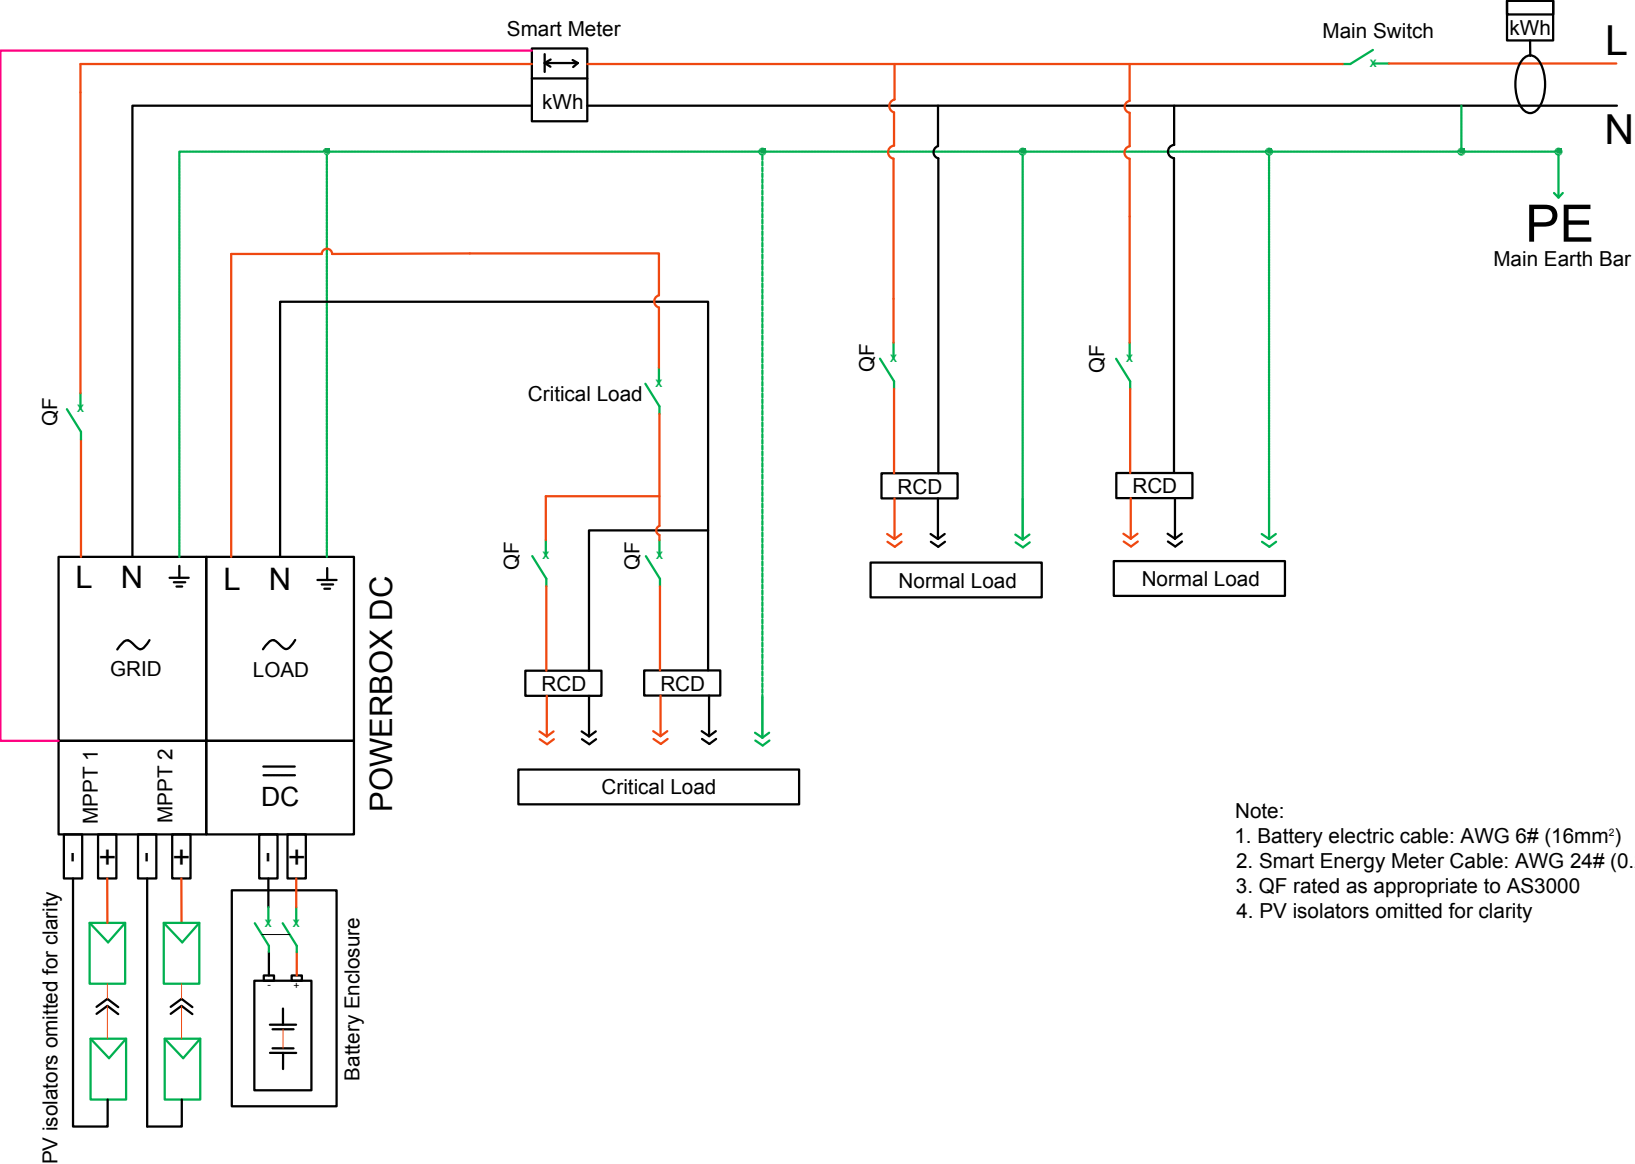 Smart Meter
Main Switch
kWh
L
kWh
N
PE
Main Earth Bar
QF
QF
Critical Load
QF
RCD
RCD
QF
QF
L
N
L
N
Normal Load
Normal Load
POWERBOX DC
GRID
LOAD
RCD
RCD
MPPT 1
MPPT 2
DC
Critical Load
-
+
-
+
-
+
Note:
1. Battery electric cable: AWG 6# (16mm²)
2. Smart Energy Meter Cable: AWG 24# (0.
3. QF rated as appropriate to AS3000
4. PV isolators omitted for clarity
PV isolators omitted for clarity
Battery Enclosure
-
+